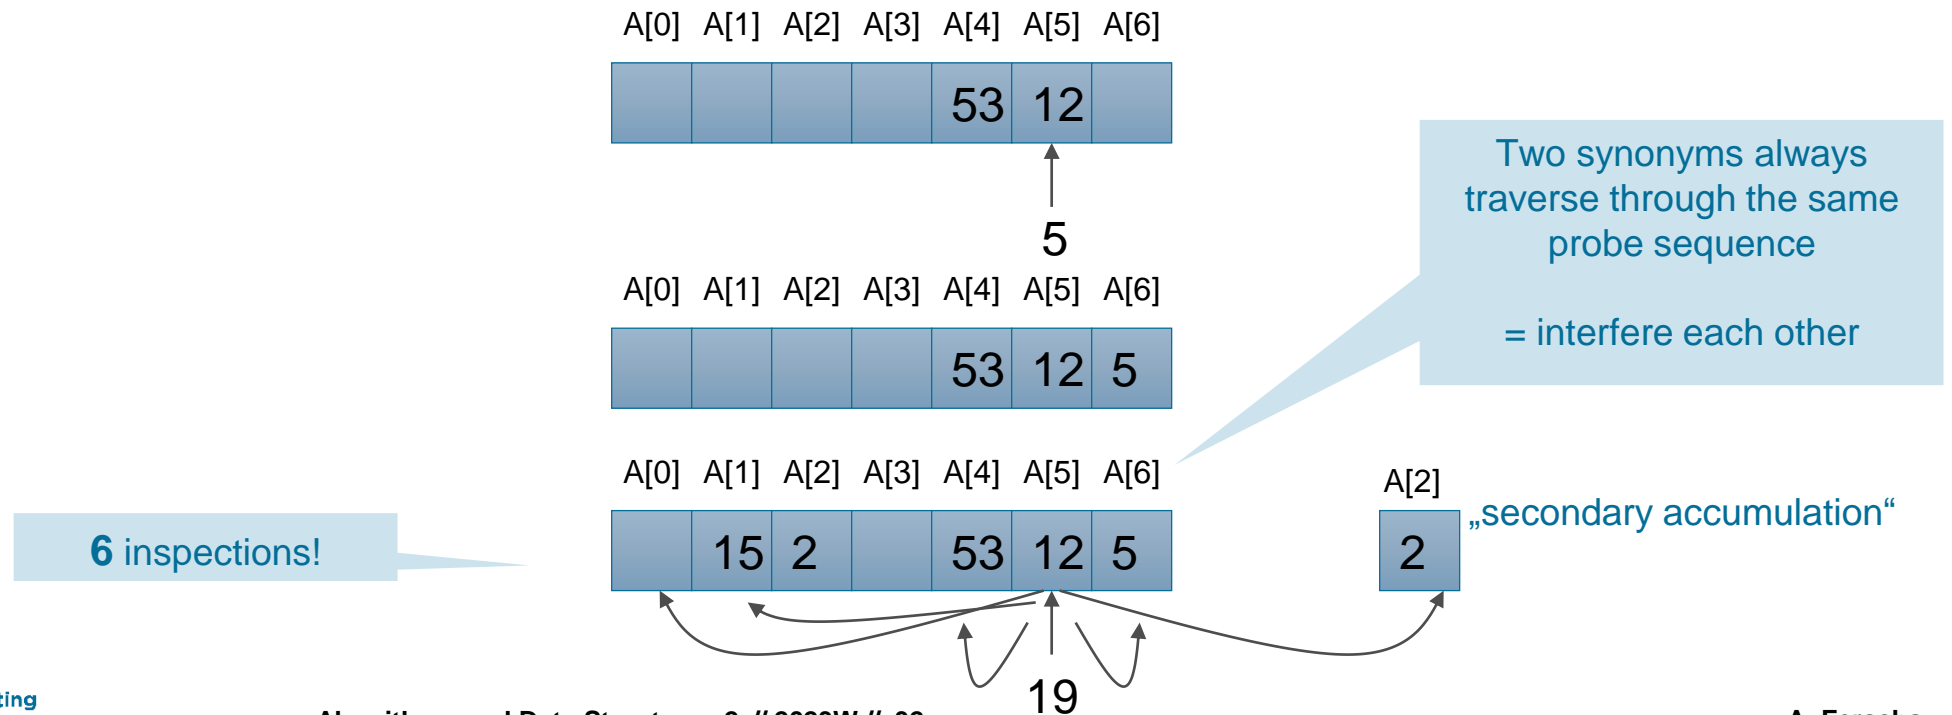 A[0] A[1] A[2] A[3] A[4] A[5] A[6]
53 12
5
Two synonyms always
traverse through the same
probe sequence
= interfere each other
A[0] A[1] A[2] A[3] A[4] A[5] A[6]
53 12 5
A[0] A[1] A[2] A[3] A[4] A[5] A[6]
15 2 53 12 5
A[2]
2
„secondary accumulation“
6 inspections!
19